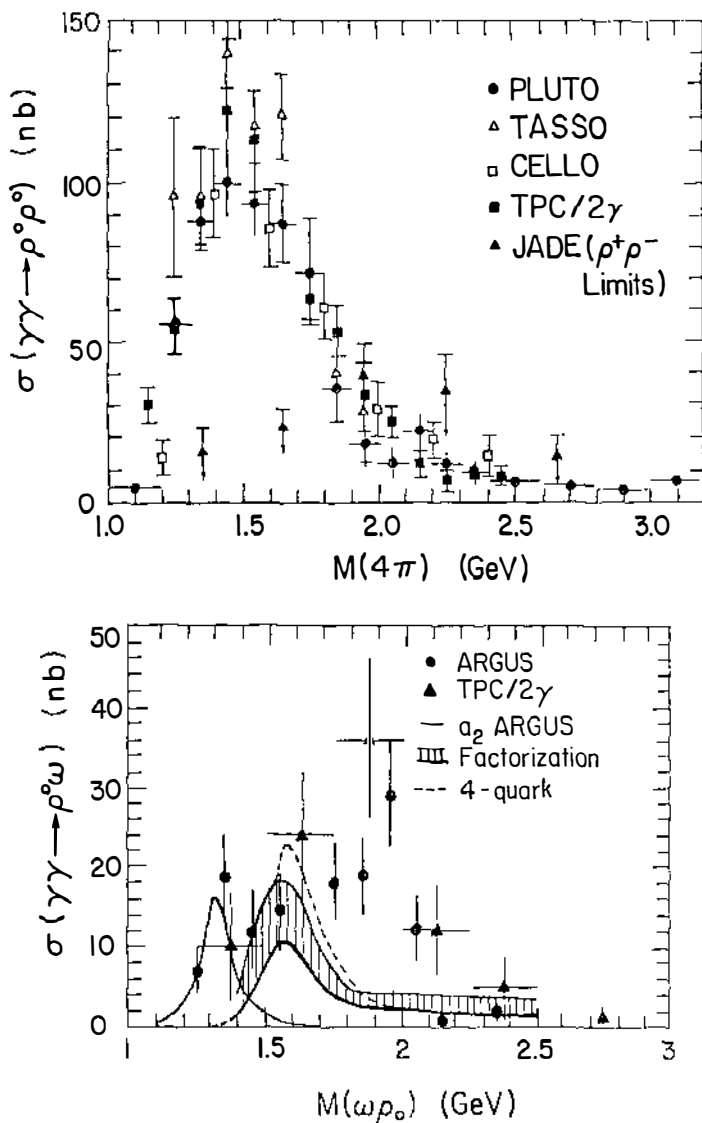 150
100
50
0
σ (γγ→ρ°ρ°) (nb)
● PLUTO
△ TASSO
□ CELLO
■ TPC/2γ
▲ JADE (ρ⁺ρ⁻
Limits)
1.0 1.5 2.0 2.5 3.0
M(4π) (GeV)
50
40
30
20
10
0
σ (γγ→ρ°ω) (nb)
● ARGUS
▲ TPC/2γ
— a₂ ARGUS
Factorization
--- 4-quark
1 1.5 2 2.5 3
M(ωρ₀) (GeV)